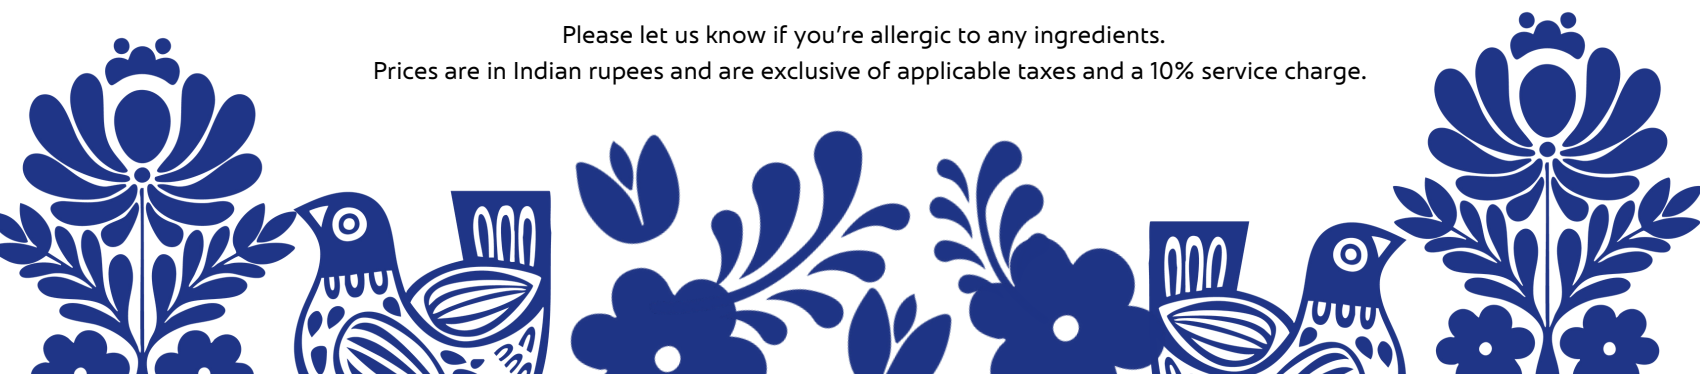 Please let us know if you’re allergic to any ingredients.
Prices are in Indian rupees and are exclusive of applicable taxes and a 10% service charge.